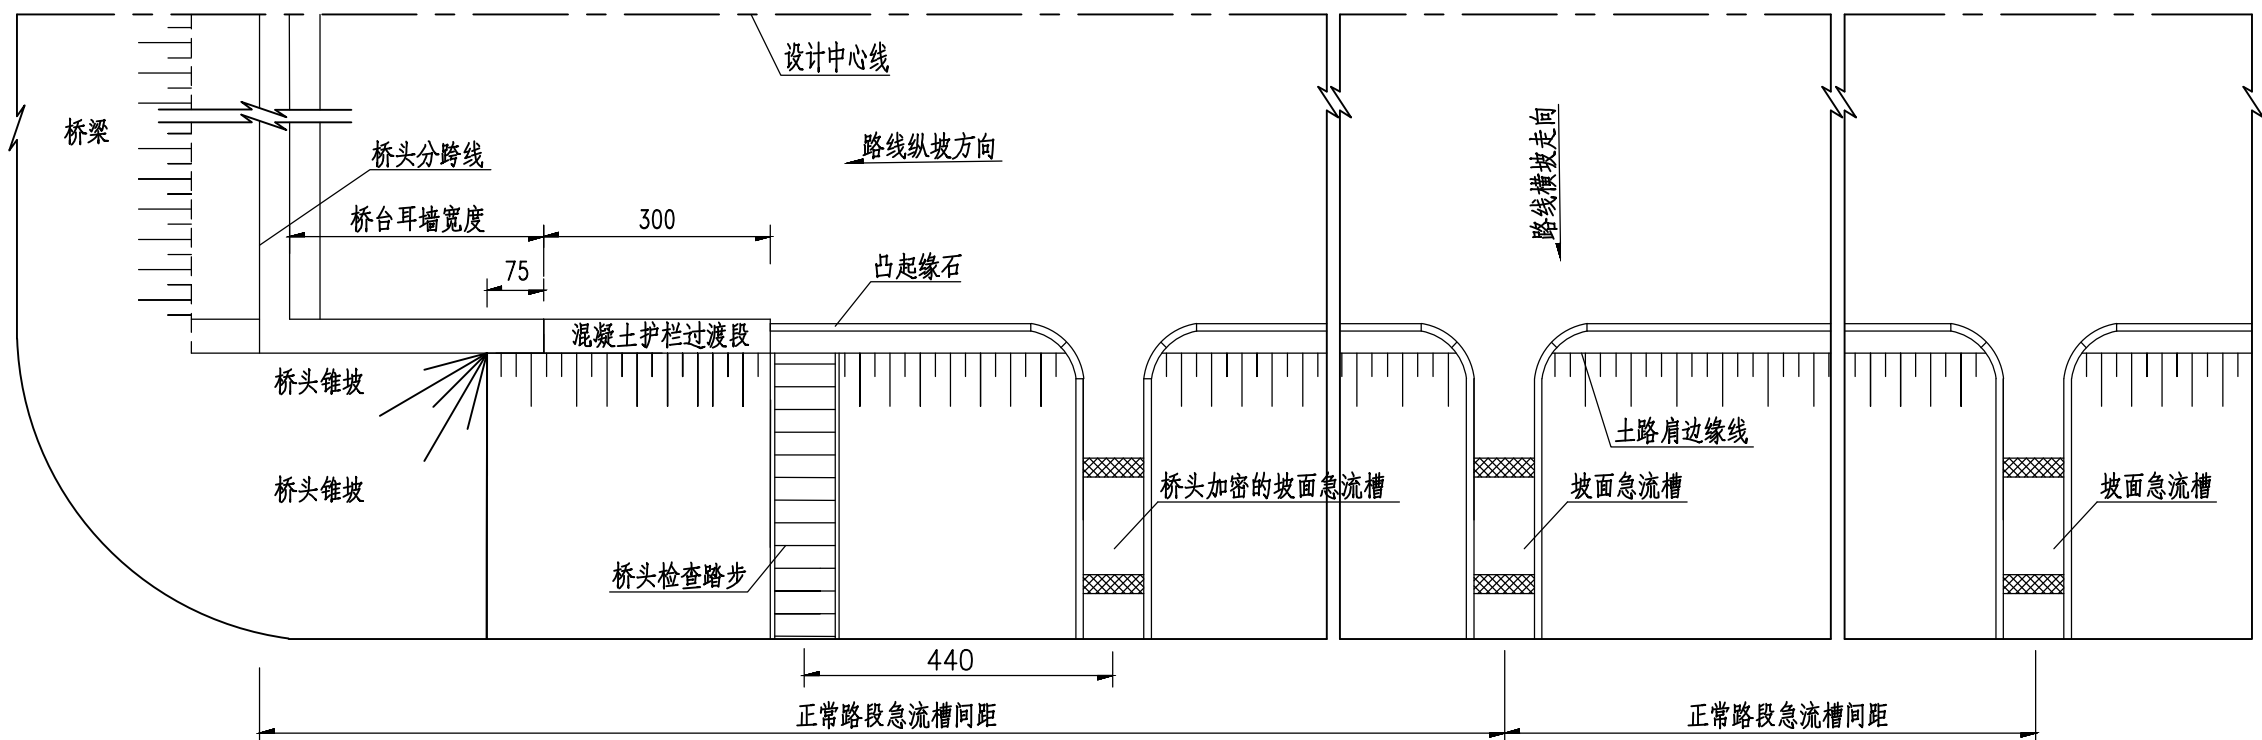 设计中心线
桥梁
桥头分跨线
路线纵坡方向
路线横坡走向
桥台耳墙宽度
300
75
凸起缘石
混凝土护栏过渡段
桥头锥坡
土路肩边缘线
桥头锥坡
桥头加密的坡面急流槽
坡面急流槽
坡面急流槽
桥头检查踏步
440
正常路段急流槽间距
正常路段急流槽间距